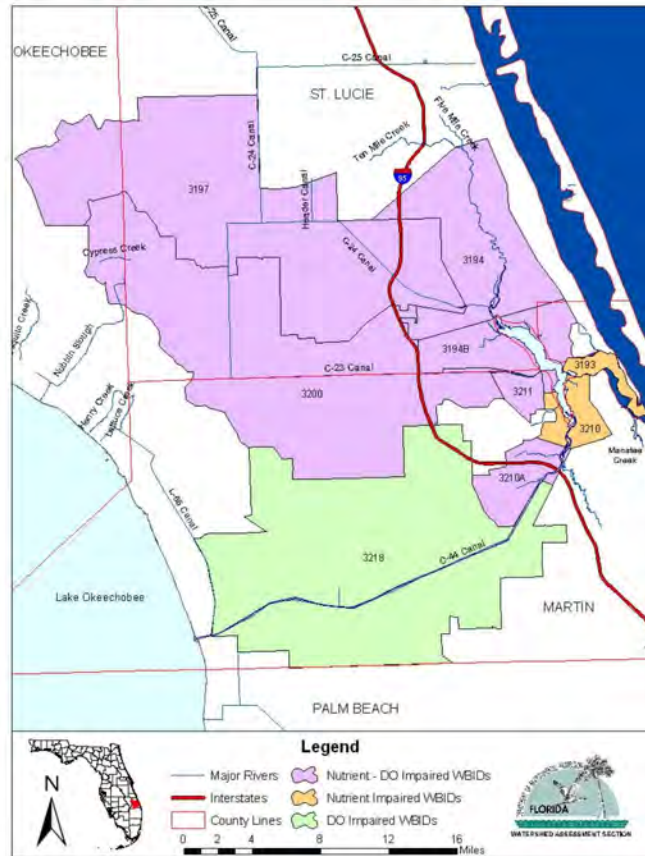 C-25 Canal
OKEECHOBEE
C-25 Canal
ST. LUCIE
Five Mile Creek
Ten Mile Creek
C-24 Canal
95
3197
Header Canal
Cypress Creek
C-24 Canal
3194
Nubbin Slough
3194B
C-23 Canal
3193
3200
3211
Henry Creek
Lettuce Creek
3210
Manatee
Creek
3210A
3218
C-44 Canal
Lake Okeechobee
MARTIN
PALM BEACH
Legend
N
Major Rivers
Nutrient - DO Impaired WBIDs
Interstates
Nutrient Impaired WBIDs
County Lines
DO Impaired WBIDs
0 2 4 8 12 16
Miles
FLORIDA
WATERSHED ASSESSMENT SECTION